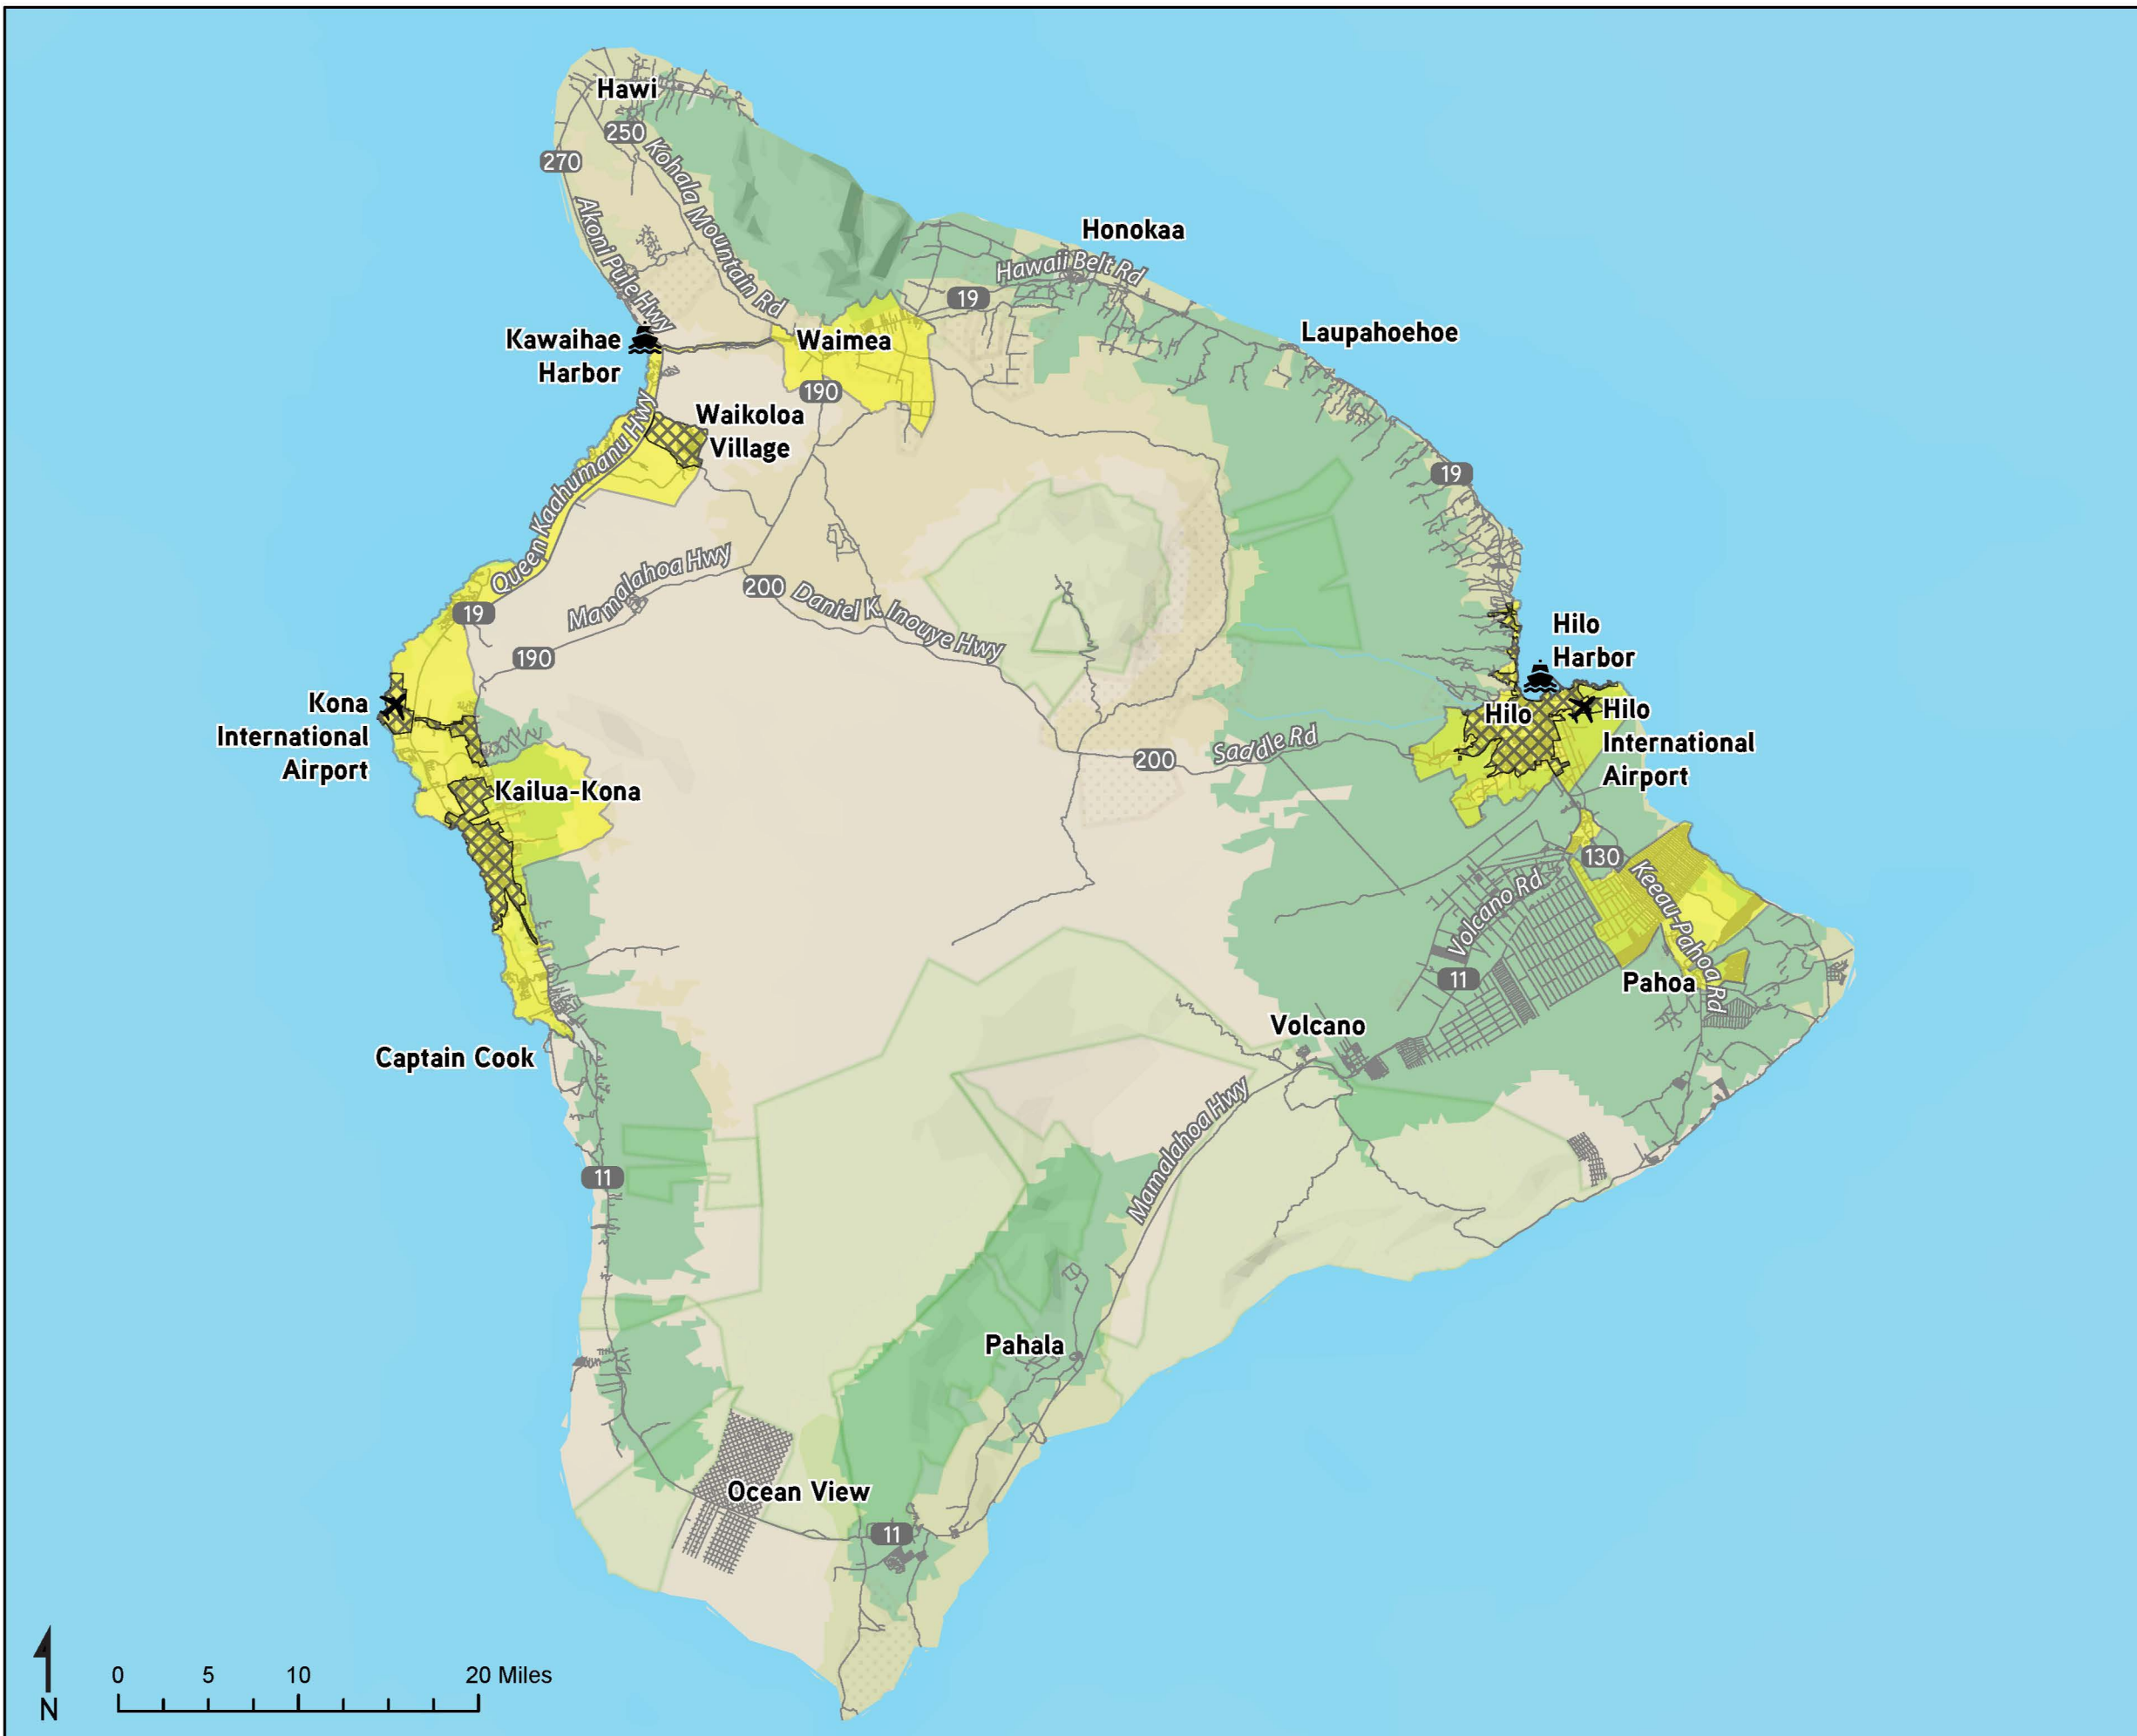 Hawi
250
270
Kohala Mountain Rd
Akoni Pule Hwy
Honokaa
Hawaii Belt Rd
19
Kawaihae
Harbor
Waimea
Laupahoehoe
190
Waikoloa
Village
Queen Kaahumanu Hwy
19
Mamalahoa Hwy
200
Daniel K. Inouye Hwy
19
190
Hilo
Harbor
Kona
International
Airport
Hilo
Hilo
International
Airport
200
Saddle Rd
Kailua-Kona
130
Keeau-Pahoa Rd
Volcano Rd
11
Pahoa
Volcano
Captain Cook
Mamalahoa Hwy
11
Pahala
Ocean View
11
N
0 5 10 20 Miles